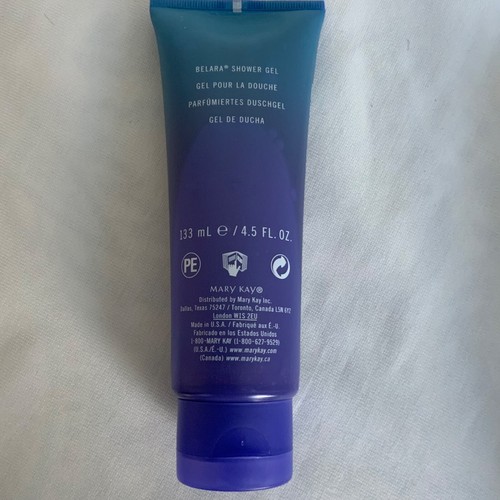 BELARA® SHOWER GEL
GEL POUR LA DOUCHE
PARFÜMIERTES DUSCHGEL
GEL DE DUCHA
133 mL ℮ / 4.5 FL. OZ.
PE
MARY KAY®
Distributed by Mary Kay Inc.
Dallas, Texas 75247 / Toronto, Canada L5N 6Y2
London W1S 2EU
Made in U.S.A. / Fabriqué aux É.-U.
Fabricado en los Estados Unidos
(1-800-MARY KAY (1-800-627-9529)
(U.S.A./É.-U.) www.marykay.com
(Canada) www.marykay.ca